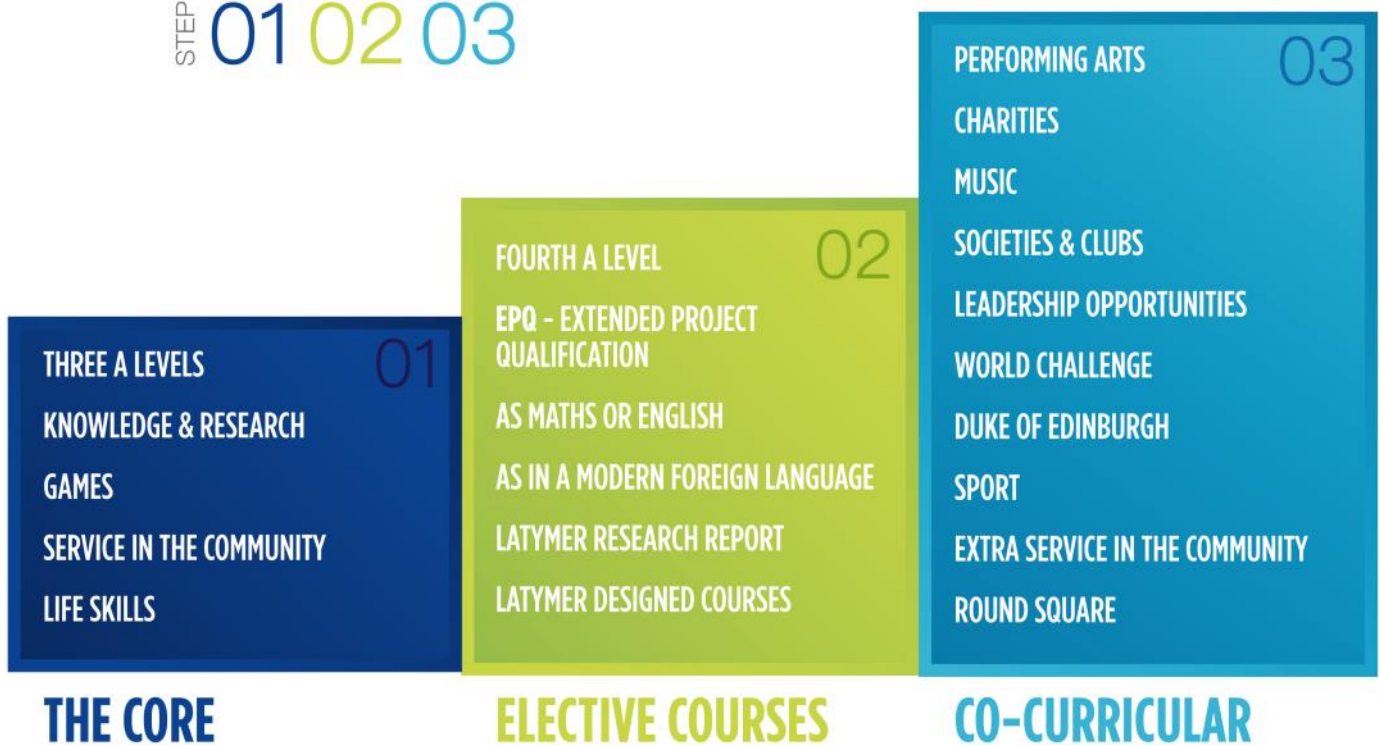 STEP 01 02 03
01
THREE A LEVELS
KNOWLEDGE & RESEARCH
GAMES
SERVICE IN THE COMMUNITY
LIFE SKILLS
THE CORE
02
FOURTH A LEVEL
EPQ - EXTENDED PROJECT
QUALIFICATION
AS MATHS OR ENGLISH
AS IN A MODERN FOREIGN LANGUAGE
LATYMER RESEARCH REPORT
LATYMER DESIGNED COURSES
ELECTIVE COURSES
03
PERFORMING ARTS
CHARITIES
MUSIC
SOCIETIES & CLUBS
LEADERSHIP OPPORTUNITIES
WORLD CHALLENGE
DUKE OF EDINBURGH
SPORT
EXTRA SERVICE IN THE COMMUNITY
ROUND SQUARE
CO-CURRICULAR